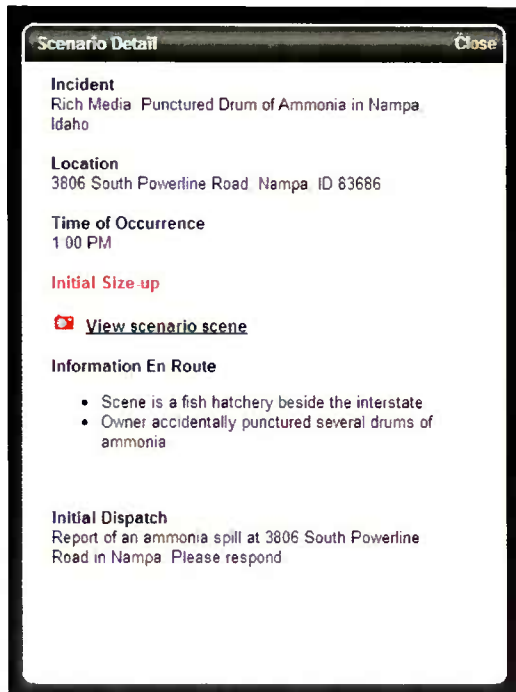 Scenario Detail Close
Incident
Rich Media Punctured Drum of Ammonia in Nampa
Idaho
Location
3806 South Powerline Road Nampa ID 83686
Time of Occurrence
1 00 PM
Initial Size-up
View scenario scene
Information En Route
• Scene is a fish hatchery beside the interstate
• Owner accidentally punctured several drums of
ammonia
Initial Dispatch
Report of an ammonia spill at 3806 South Powerline
Road in Nampa Please respond